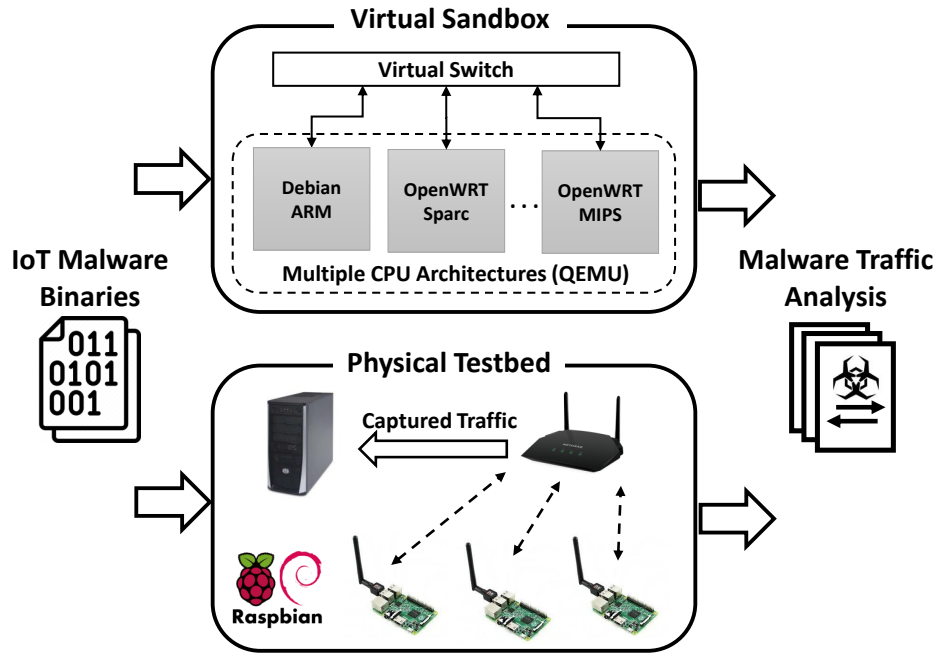 Virtual Sandbox
Virtual Switch
Debian
ARM
OpenWRT
Sparc
. . .
OpenWRT
MIPS
Multiple CPU Architectures (QEMU)
IoT Malware
Binaries
011
0101
001
Malware Traffic
Analysis
Physical Testbed
Captured Traffic
Raspbian